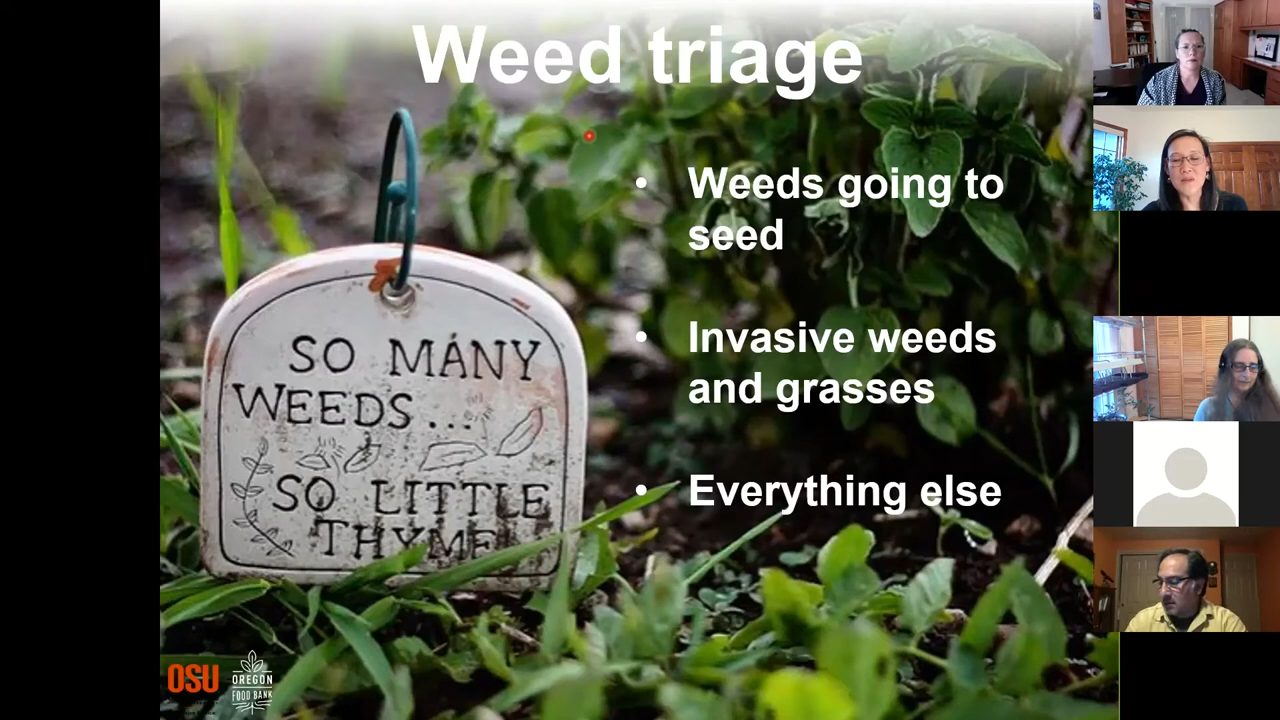 Weed triage
• Weeds going to
seed
• Invasive weeds
and grasses
• Everything else
SO MANY
WEEDS...
SO LITTLE
THYME
OSU
OREGON
FOOD BANK